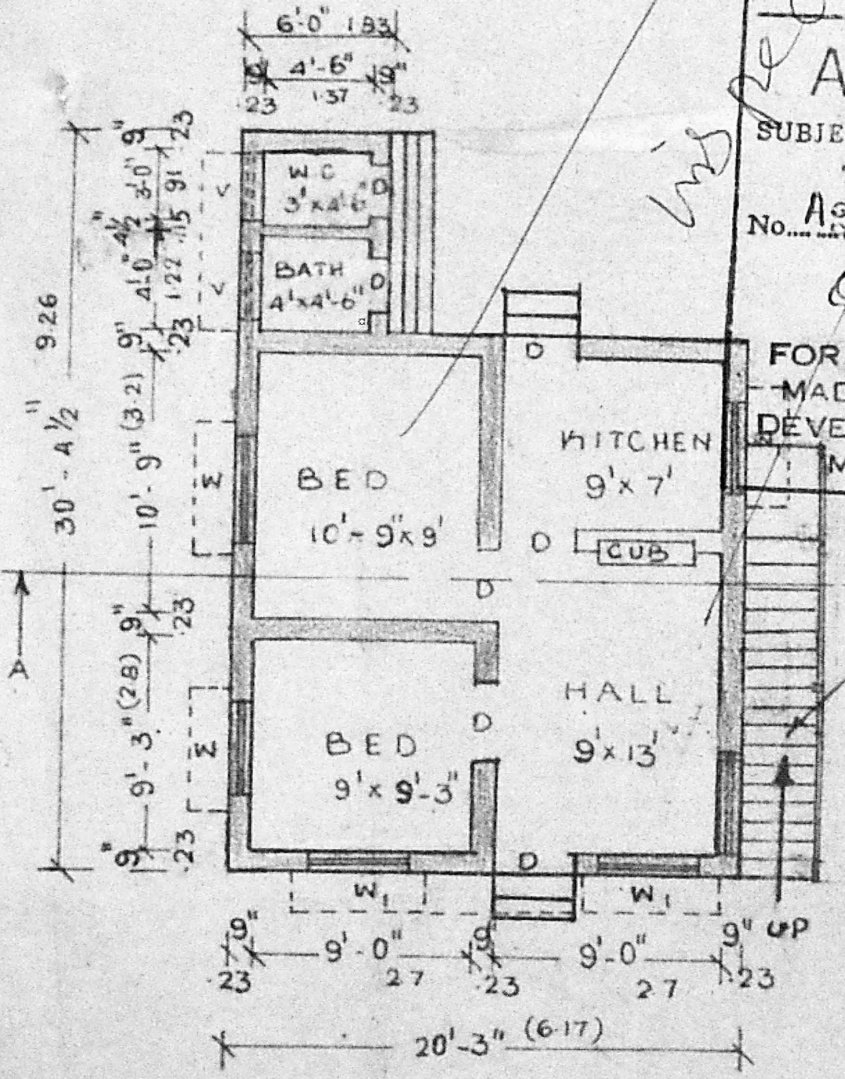 6'-0" 1.83
9" 4'-6" 9"
.23 1.37 .23
9" .23
3'-0" 91
4½" .115
4'-0" 1.22
9" .23
10'-9" (3.2)
9" .23
9'-3" (2.8)
9" .23
30'-4½" 9.26
W C
3'x4'-6"
D
V
BATH
4'x4'-6"
D
V
D
BED
10'-9"x9'
W
KITCHEN
9'x7'
W
D
CUB
D
A
HALL
9'x13'
D
BED
9'x9'-3"
W
D
W1
W1
UP
9" 9'-0" 9" 9'-0" 9"
.23 2.7 .23 2.7 .23
20'-3" (6.17)
A
SUBJE
No....
FOR
MAD
DEVE
M